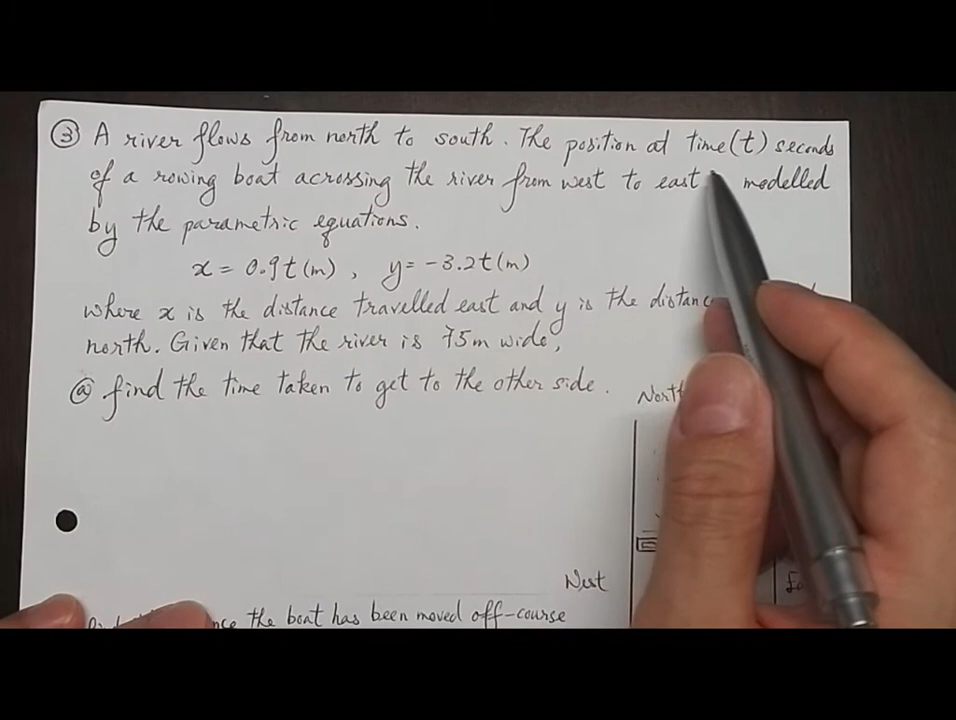 ③ A river flows from north to south. The position at time (t) seconds
of a rowing boat acrossing the river from west to east modelled
by the parametric equations.
x = 0.9t (m) , y = -3.2t (m)
where x is the distance travelled east and y is the
north. Given that the river is 75m wide,
ⓐ find the time taken to get to the other side.
West
the boat has been moved off-course